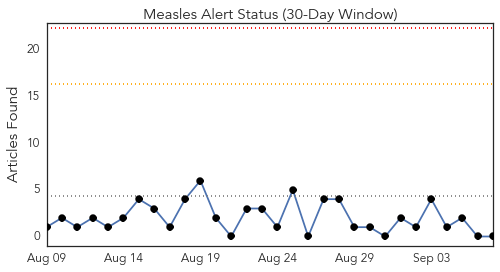 Measles Alert Status (30-Day Window)
Articles Found
20
15
10
5
0
Aug 09 Aug 14 Aug 19 Aug 24 Aug 29 Sep 03